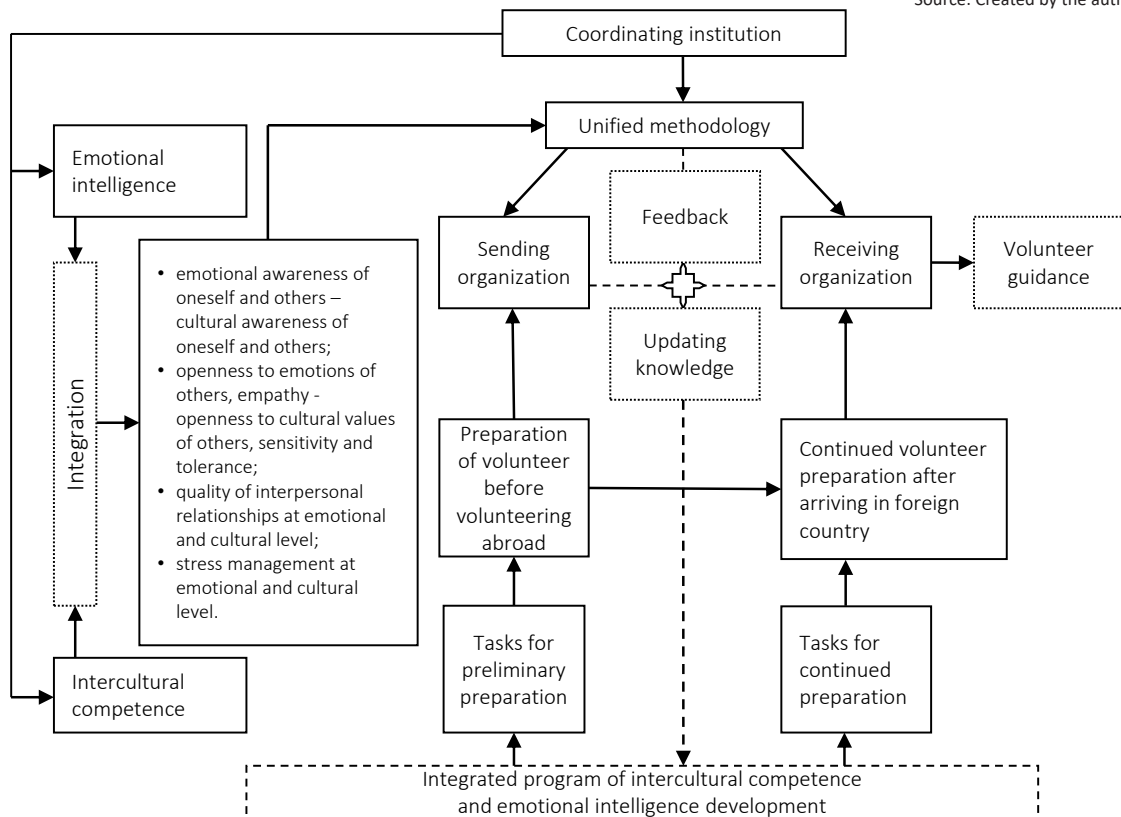 Source: Created by the
Coordinating institution
Unified methodology
Emotional
intelligence
Feedback
Sending
organization
Receiving
organization
Volunteer
guidance
Integration
• emotional awareness of
oneself and others –
cultural awareness of
oneself and others;
• openness to emotions of
others, empathy -
openness to cultural values
of others, sensitivity and
tolerance;
• quality of interpersonal
relationships at emotional
and cultural level;
• stress management at
emotional and cultural
level.
Updating
knowledge
Preparation
of volunteer
before
volunteering
abroad
Continued volunteer
preparation after
arriving in foreign
country
Intercultural
competence
Tasks for
preliminary
preparation
Tasks for
continued
preparation
Integrated program of intercultural competence
and emotional intelligence development